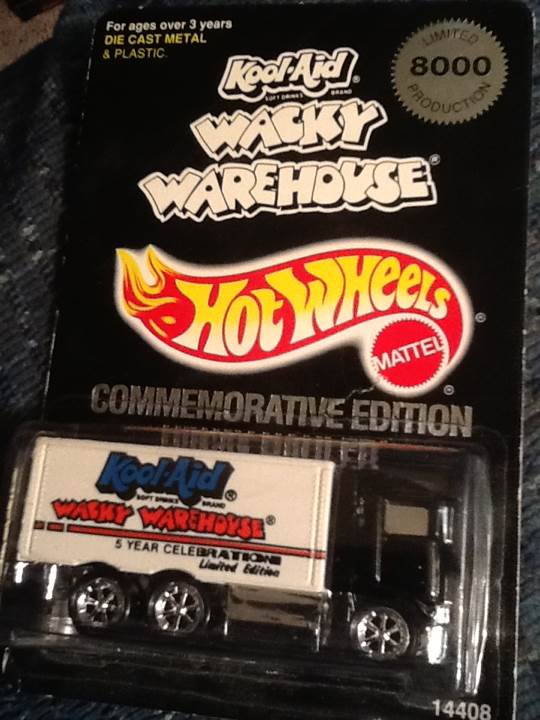 For ages over 3 years
DIE CAST METAL
& PLASTIC.
LIMITED
8000
PRODUCTION
Kool-Aid®
SOFT DRINKS BRAND
WACKY
WAREHOUSE®
HOT WHEELS®
MATTEL®
COMMEMORATIVE EDITION
Kool-Aid®
SOFT DRINKS BRAND
WACKY WAREHOUSE®
5 YEAR CELEBRATION
Limited Edition
14408